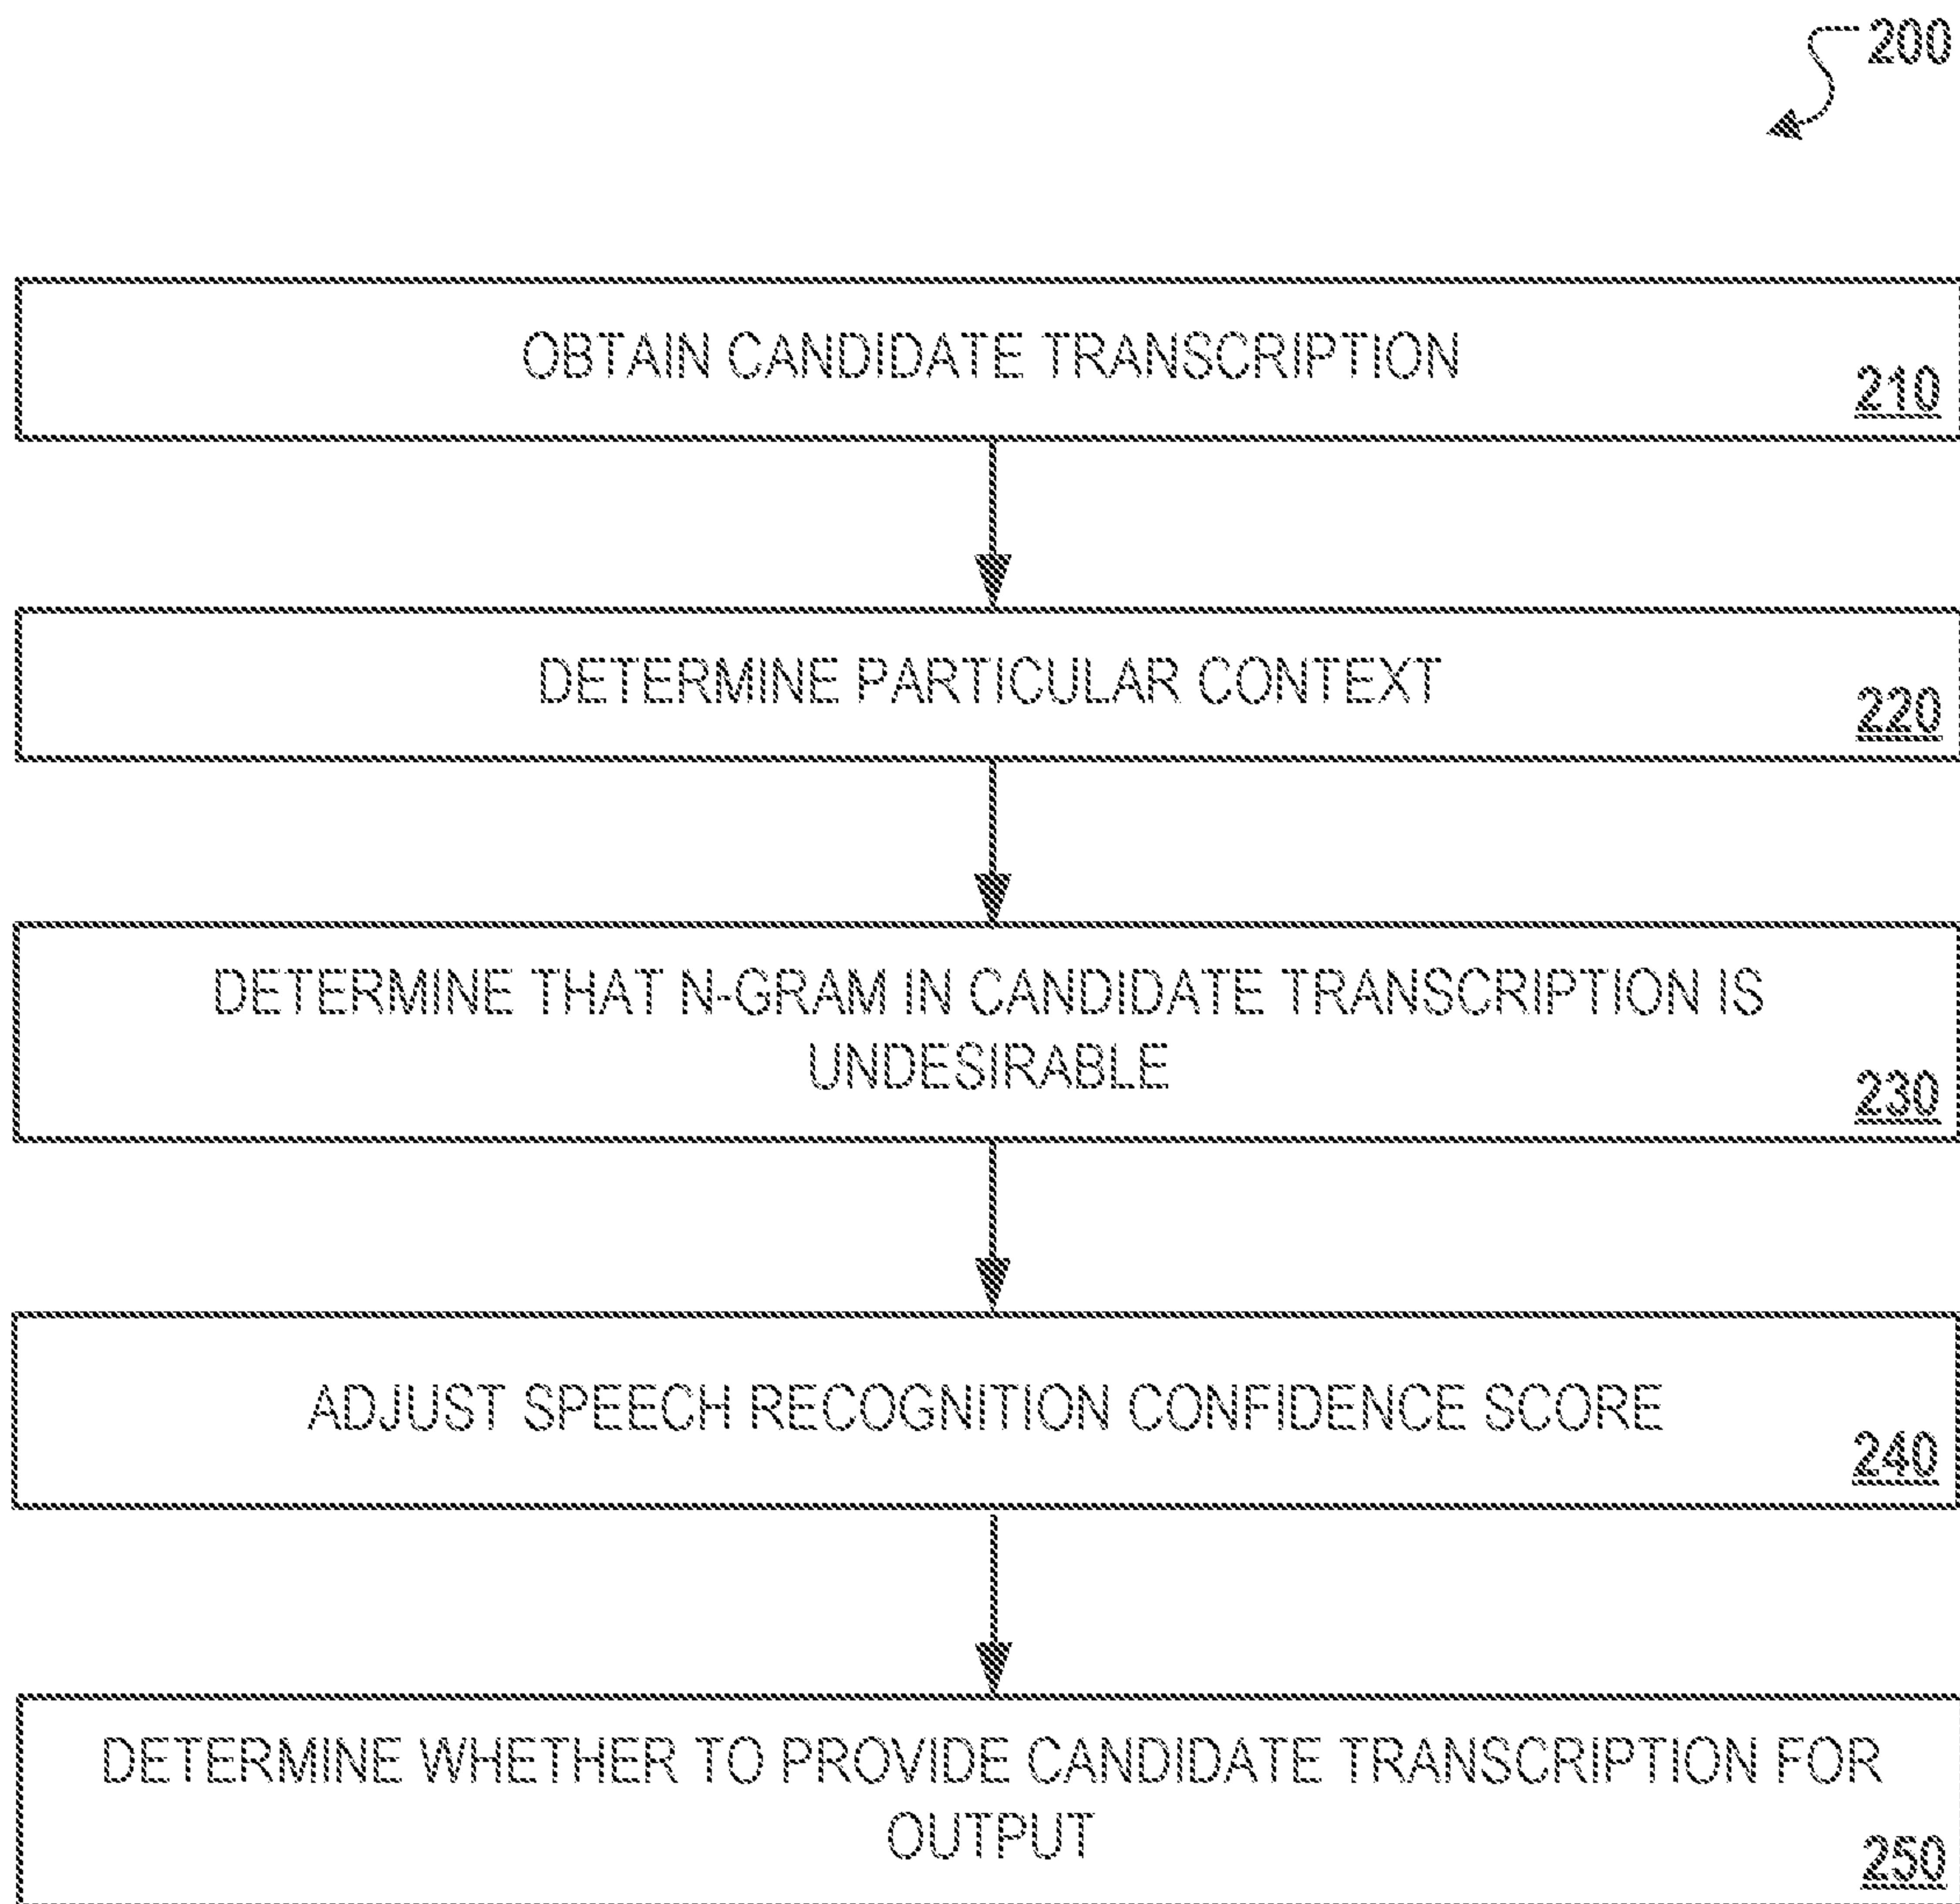 200
OBTAIN CANDIDATE TRANSCRIPTION
210
DETERMINE PARTICULAR CONTEXT
220
DETERMINE THAT N-GRAM IN CANDIDATE TRANSCRIPTION IS
UNDESIRABLE
230
ADJUST SPEECH RECOGNITION CONFIDENCE SCORE
240
DETERMINE WHETHER TO PROVIDE CANDIDATE TRANSCRIPTION FOR
OUTPUT
250